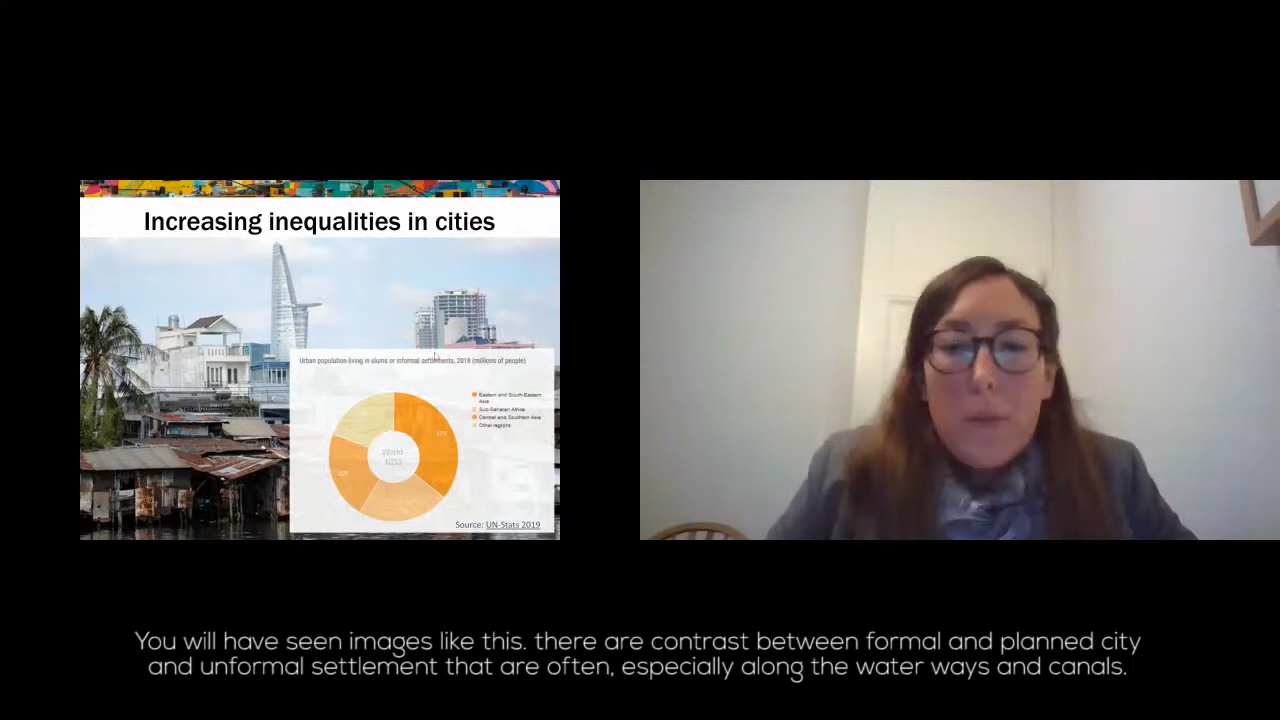 Increasing inequalities in cities
Urban population living in slums or informal settlements, 2018 (millions of people)
Eastern and South-Eastern
Asia
Sub-Saharan Africa
Central and Southern Asia
Other regions
370
World
1033
227
Source: UN-Stats 2019
You will have seen images like this. there are contrast between formal and planned city
and unformal settlement that are often, especially along the water ways and canals.